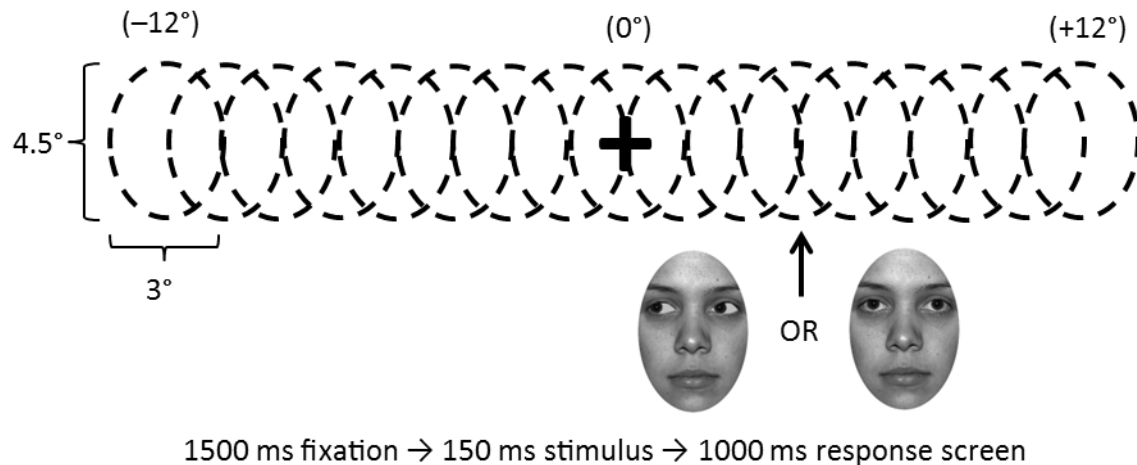 (–12°) (0°) (+12°)
4.5°
3°
OR
1500 ms fixation → 150 ms stimulus → 1000 ms response screen